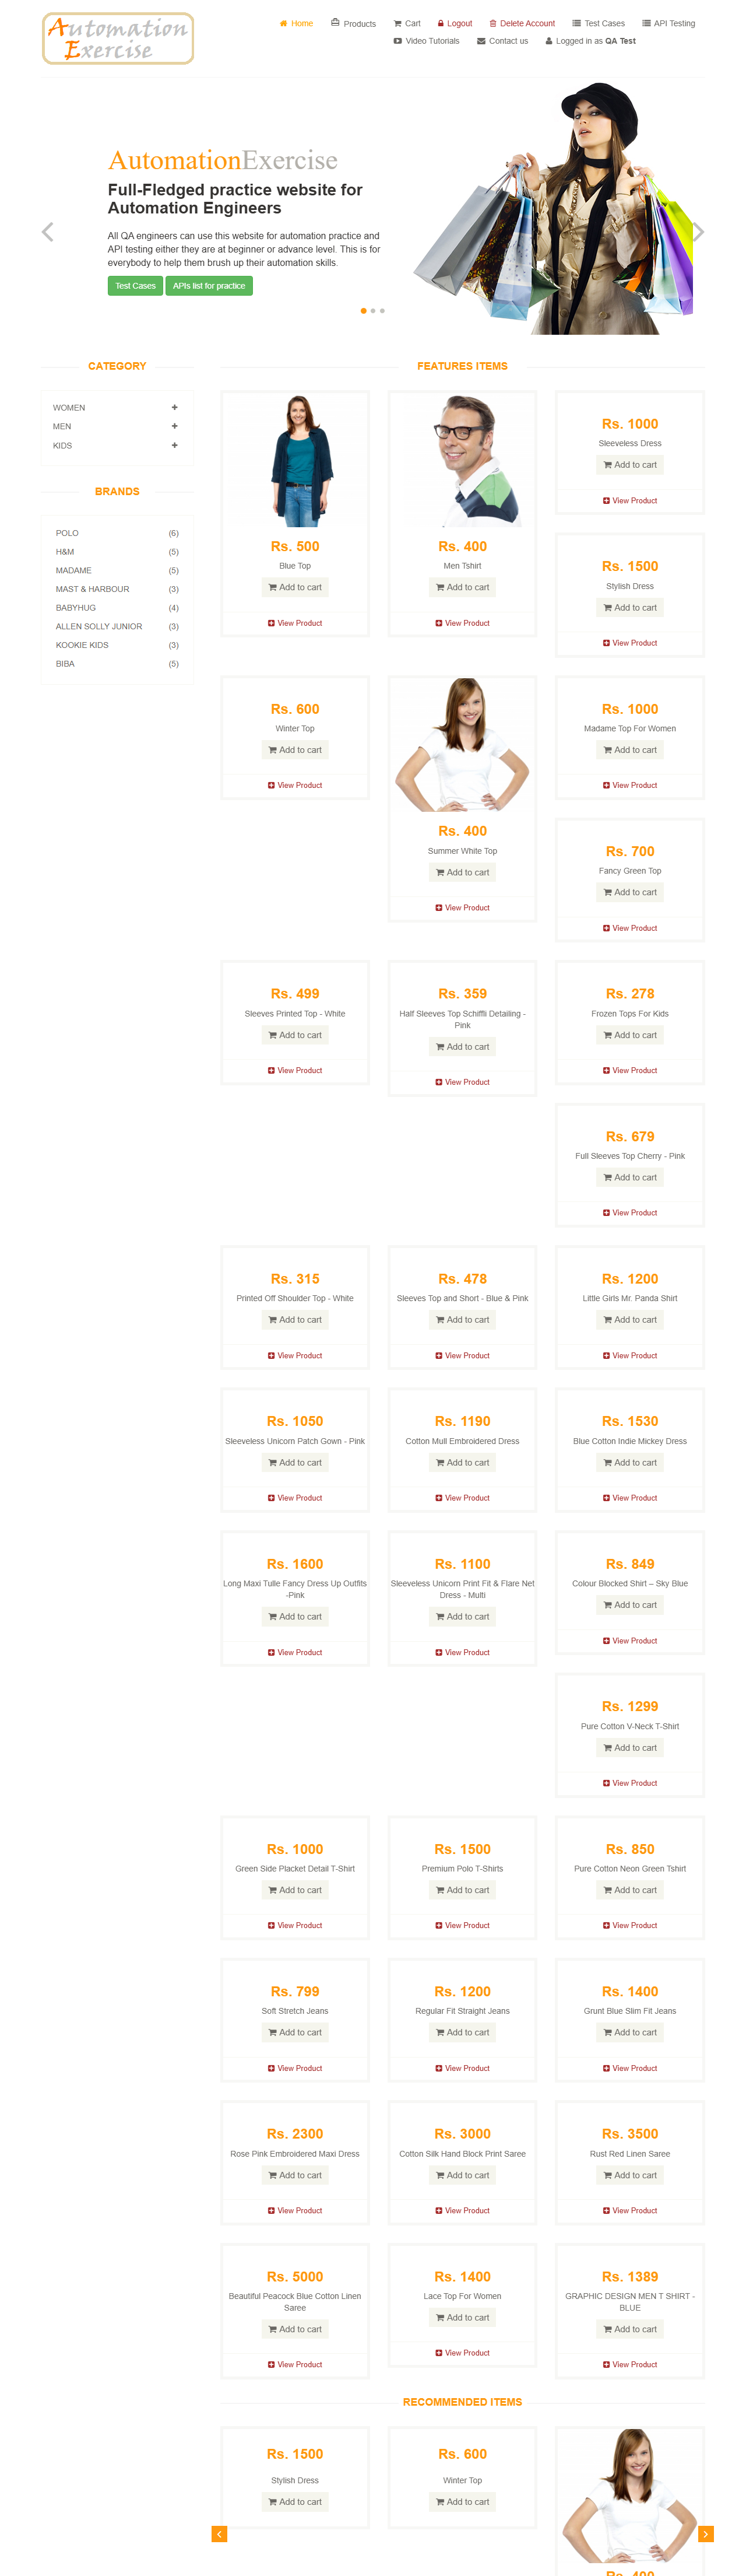 Automation
Exercise
Home
Products
Cart
Logout
Delete Account
Test Cases
API Testing
Video Tutorials
Contact us
Logged in as QA Test
AutomationExercise
Full-Fledged practice website for
Automation Engineers
All QA engineers can use this website for automation practice and
API testing either they are at beginner or advance level. This is for
everybody to help them brush up their automation skills.
Test Cases
APIs list for practice
CATEGORY
WOMEN
MEN
KIDS
BRANDS
POLO (6)
H&M (5)
MADAME (5)
MAST & HARBOUR (3)
BABYHUG (4)
ALLEN SOLLY JUNIOR (3)
KOOKIE KIDS (3)
BIBA (5)
FEATURES ITEMS
Rs. 500
Blue Top
Add to cart
View Product
Rs. 400
Men Tshirt
Add to cart
View Product
Rs. 1000
Sleeveless Dress
Add to cart
View Product
Rs. 1500
Stylish Dress
Add to cart
View Product
Rs. 600
Winter Top
Add to cart
View Product
Rs. 400
Summer White Top
Add to cart
View Product
Rs. 1000
Madame Top For Women
Add to cart
View Product
Rs. 700
Fancy Green Top
Add to cart
View Product
Rs. 499
Sleeves Printed Top - White
Add to cart
View Product
Rs. 359
Half Sleeves Top Schiffli Detailing -
Pink
Add to cart
View Product
Rs. 278
Frozen Tops For Kids
Add to cart
View Product
Rs. 679
Full Sleeves Top Cherry - Pink
Add to cart
View Product
Rs. 315
Printed Off Shoulder Top - White
Add to cart
View Product
Rs. 478
Sleeves Top and Short - Blue & Pink
Add to cart
View Product
Rs. 1200
Little Girls Mr. Panda Shirt
Add to cart
View Product
Rs. 1050
Sleeveless Unicorn Patch Gown - Pink
Add to cart
View Product
Rs. 1190
Cotton Mull Embroidered Dress
Add to cart
View Product
Rs. 1530
Blue Cotton Indie Mickey Dress
Add to cart
View Product
Rs. 1600
Long Maxi Tulle Fancy Dress Up Outfits
-Pink
Add to cart
View Product
Rs. 1100
Sleeveless Unicorn Print Fit & Flare Net
Dress - Multi
Add to cart
View Product
Rs. 849
Colour Blocked Shirt – Sky Blue
Add to cart
View Product
Rs. 1299
Pure Cotton V-Neck T-Shirt
Add to cart
View Product
Rs. 1000
Green Side Placket Detail T-Shirt
Add to cart
View Product
Rs. 1500
Premium Polo T-Shirts
Add to cart
View Product
Rs. 850
Pure Cotton Neon Green Tshirt
Add to cart
View Product
Rs. 799
Soft Stretch Jeans
Add to cart
View Product
Rs. 1200
Regular Fit Straight Jeans
Add to cart
View Product
Rs. 1400
Grunt Blue Slim Fit Jeans
Add to cart
View Product
Rs. 2300
Rose Pink Embroidered Maxi Dress
Add to cart
View Product
Rs. 3000
Cotton Silk Hand Block Print Saree
Add to cart
View Product
Rs. 3500
Rust Red Linen Saree
Add to cart
View Product
Rs. 5000
Beautiful Peacock Blue Cotton Linen
Saree
Add to cart
View Product
Rs. 1400
Lace Top For Women
Add to cart
View Product
Rs. 1389
GRAPHIC DESIGN MEN T SHIRT -
BLUE
Add to cart
View Product
RECOMMENDED ITEMS
Rs. 1500
Stylish Dress
Add to cart
Rs. 600
Winter Top
Add to cart
Rs. 400